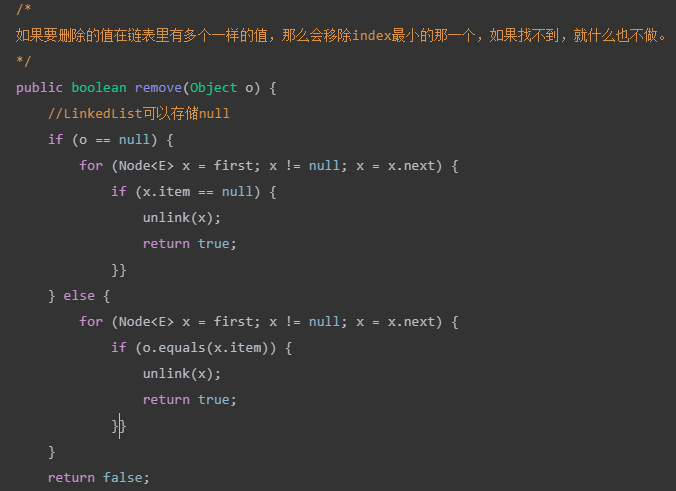 /*
如果要删除的值在链表里有多个一样的值，那么会移除index最小的那一个，如果找不到，就什么也不做。
*/
public boolean remove(Object o) {
    //LinkedList可以存储null
    if (o == null) {
        for (Node<E> x = first; x != null; x = x.next) {
            if (x.item == null) {
                unlink(x);
                return true;
            }}
    } else {
        for (Node<E> x = first; x != null; x = x.next) {
            if (o.equals(x.item)) {
                unlink(x);
                return true;
            }}
    }
    return false;